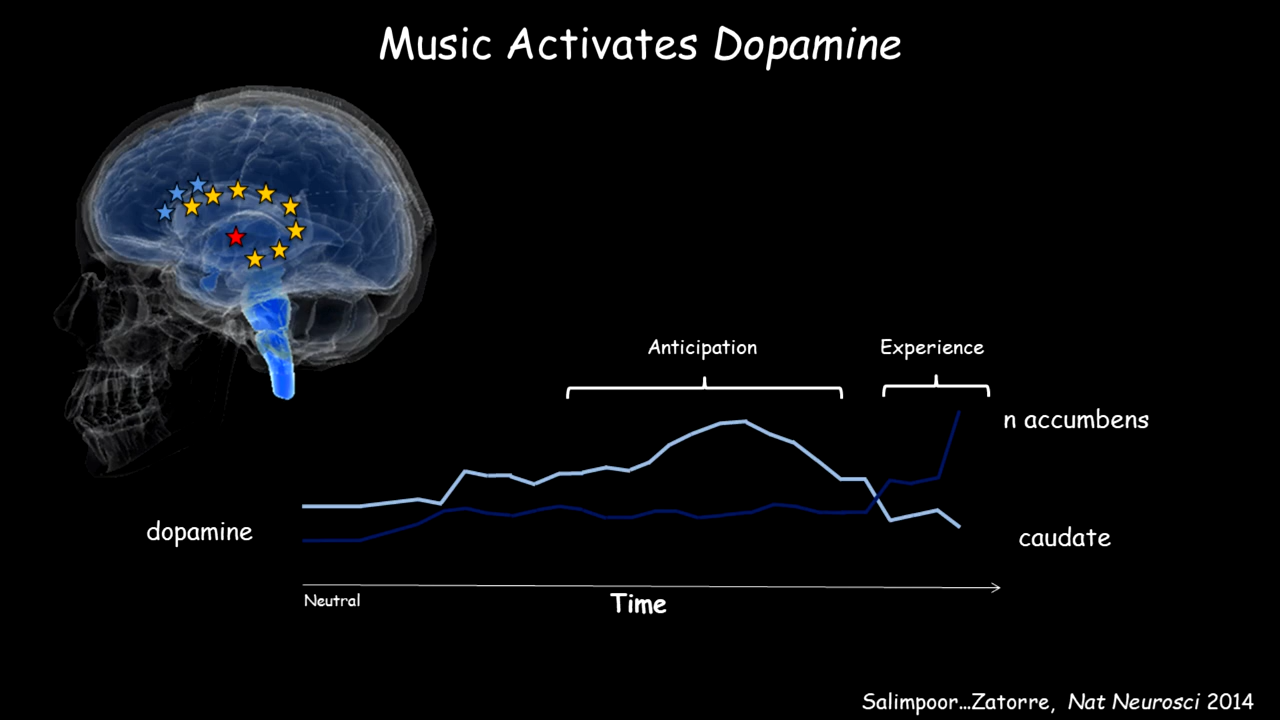 Music Activates Dopamine
Anticipation
Experience
n accumbens
dopamine
caudate
Neutral
Time
Salimpoor...Zatorre, Nat Neurosci 2014